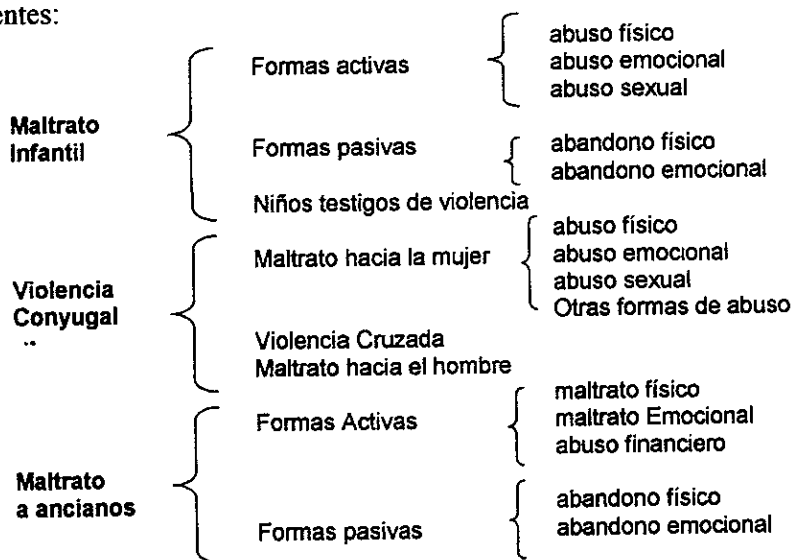 entes:
Maltrato
Infantil
Formas activas
abuso físico
abuso emocional
abuso sexual
Formas pasivas
abandono físico
abandono emocional
Niños testigos de violencia
Violencia
Conyugal
Maltrato hacia la mujer
abuso físico
abuso emocional
abuso sexual
Otras formas de abuso
Violencia Cruzada
Maltrato hacia el hombre
Maltrato
a ancianos
Formas Activas
maltrato físico
maltrato Emocional
abuso financiero
Formas pasivas
abandono físico
abandono emocional